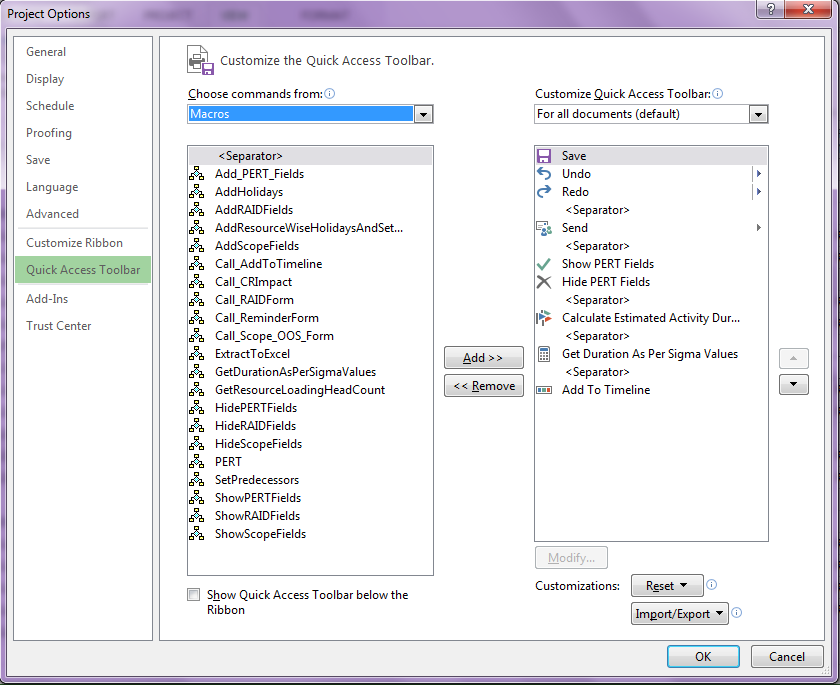 Project Options
General
Display
Schedule
Proofing
Save
Language
Advanced
Customize Ribbon
Quick Access Toolbar
Add-Ins
Trust Center
Customize the Quick Access Toolbar.
Choose commands from:
Macros
<Separator>
Add_PERT_Fields
AddHolidays
AddRAIDFields
AddResourceWiseHolidaysAndSet...
AddScopeFields
Call_AddToTimeline
Call_CRImpact
Call_RAIDForm
Call_ReminderForm
Call_Scope_OOS_Form
ExtractToExcel
GetDurationAsPerSigmaValues
GetResourceLoadingHeadCount
HidePERTFields
HideRAIDFields
HideScopeFields
PERT
SetPredecessors
ShowPERTFields
ShowRAIDFields
ShowScopeFields
Show Quick Access Toolbar below the
Ribbon
Add >>
<< Remove
Customize Quick Access Toolbar:
For all documents (default)
Save
Undo
Redo
<Separator>
Send
<Separator>
Show PERT Fields
Hide PERT Fields
<Separator>
Calculate Estimated Activity Dur...
<Separator>
Get Duration As Per Sigma Values
<Separator>
Add To Timeline
Modify...
Customizations:
Reset
Import/Export
OK
Cancel